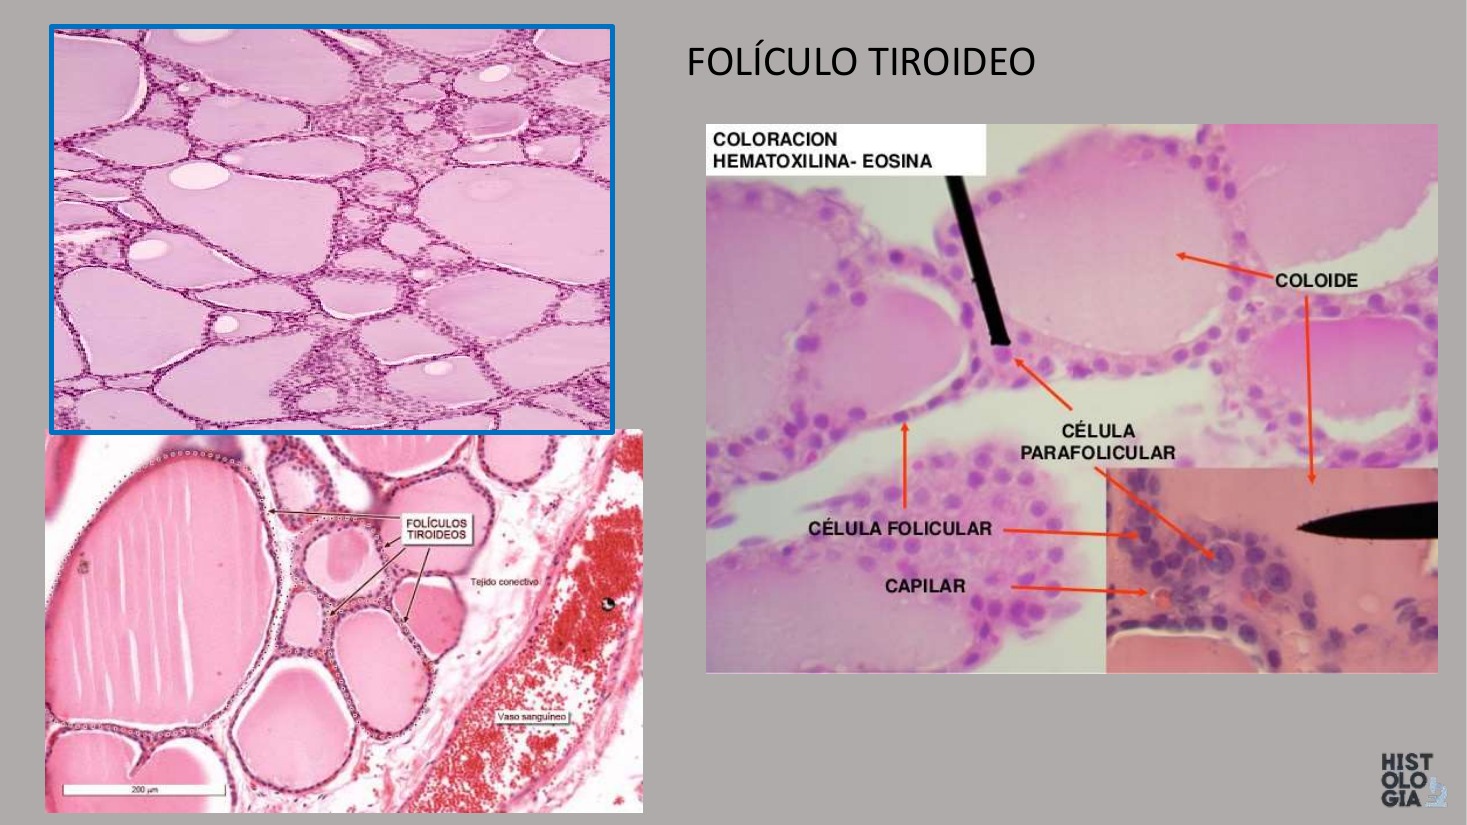 FOLÍCULO TIROIDEO
COLORACION
HEMATOXILINA- EOSINA
COLOIDE
CÉLULA
PARAFOLICULAR
CÉLULA FOLICULAR
CAPILAR
FOLÍCULOS
TIROIDEOS
Tejido conectivo
Vaso sanguíneo
200 µm
HIST
OLO
GIA